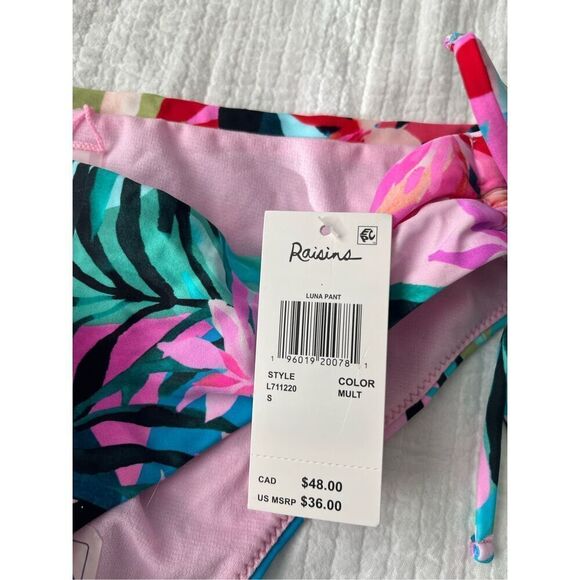 Raisins
LUNA PANT
1 96019 20078 1
STYLE COLOR
L711220 MULT
S
CAD $48.00
US MSRP $36.00